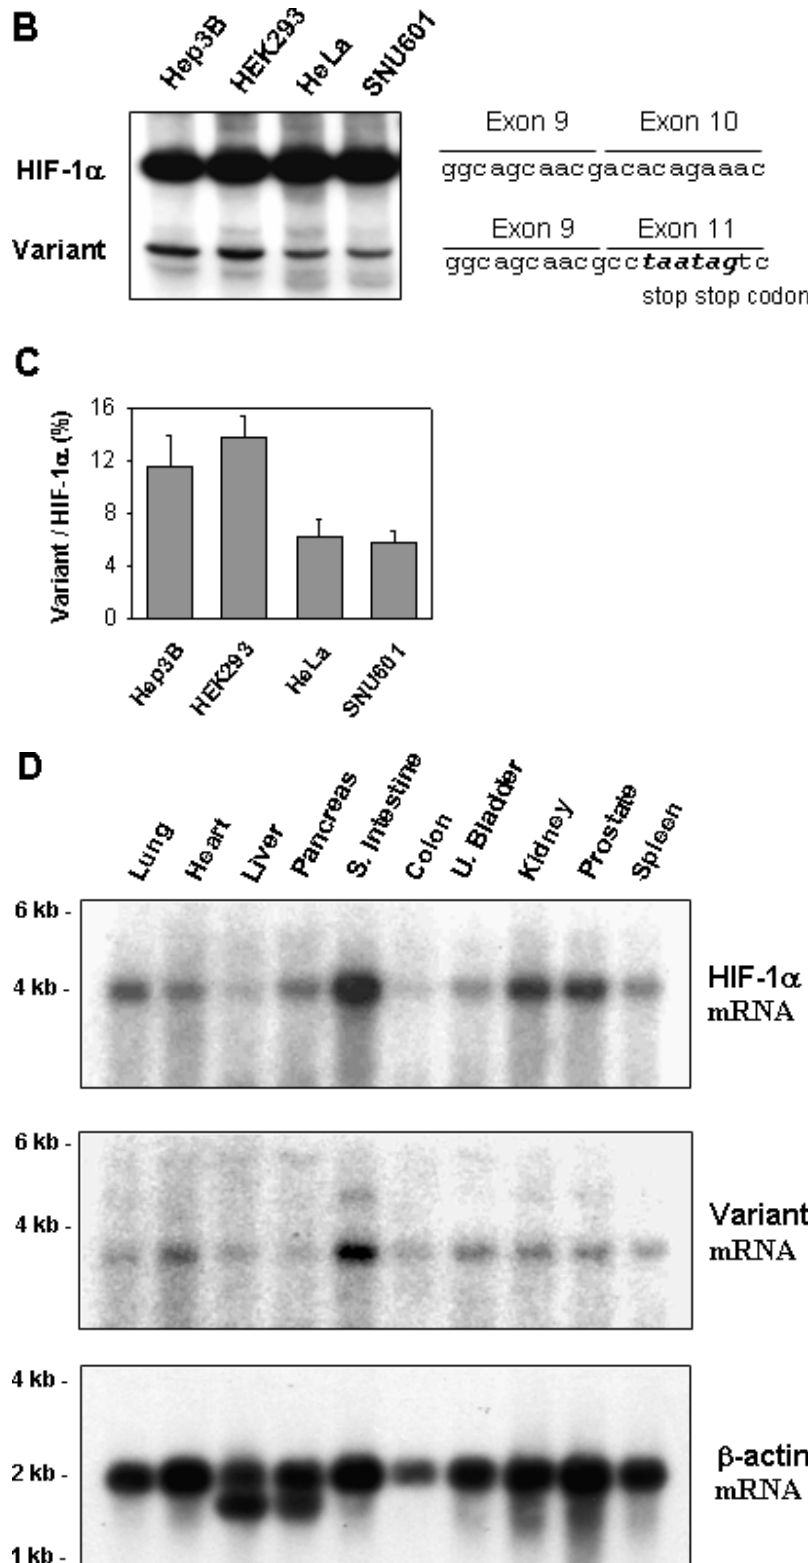 B
Hep3B HEK293 HeLa SNU601
HIF-1α
Variant
Exon 9 Exon 10
ggcagcaacgacacagaaac
Exon 9 Exon 11
ggcagcaacgcctaatagtc
stop stop codon
C
Variant / HIF-1α (%)
16
12
8
4
0
Hep3B HEK293 HeLa SNU601
D
Lung Heart Liver Pancreas S. Intestine Colon U. Bladder Kidney Prostate Spleen
6 kb -
4 kb -
HIF-1α
mRNA
6 kb -
4 kb -
Variant
mRNA
4 kb -
2 kb -
1 kb -
β-actin
mRNA